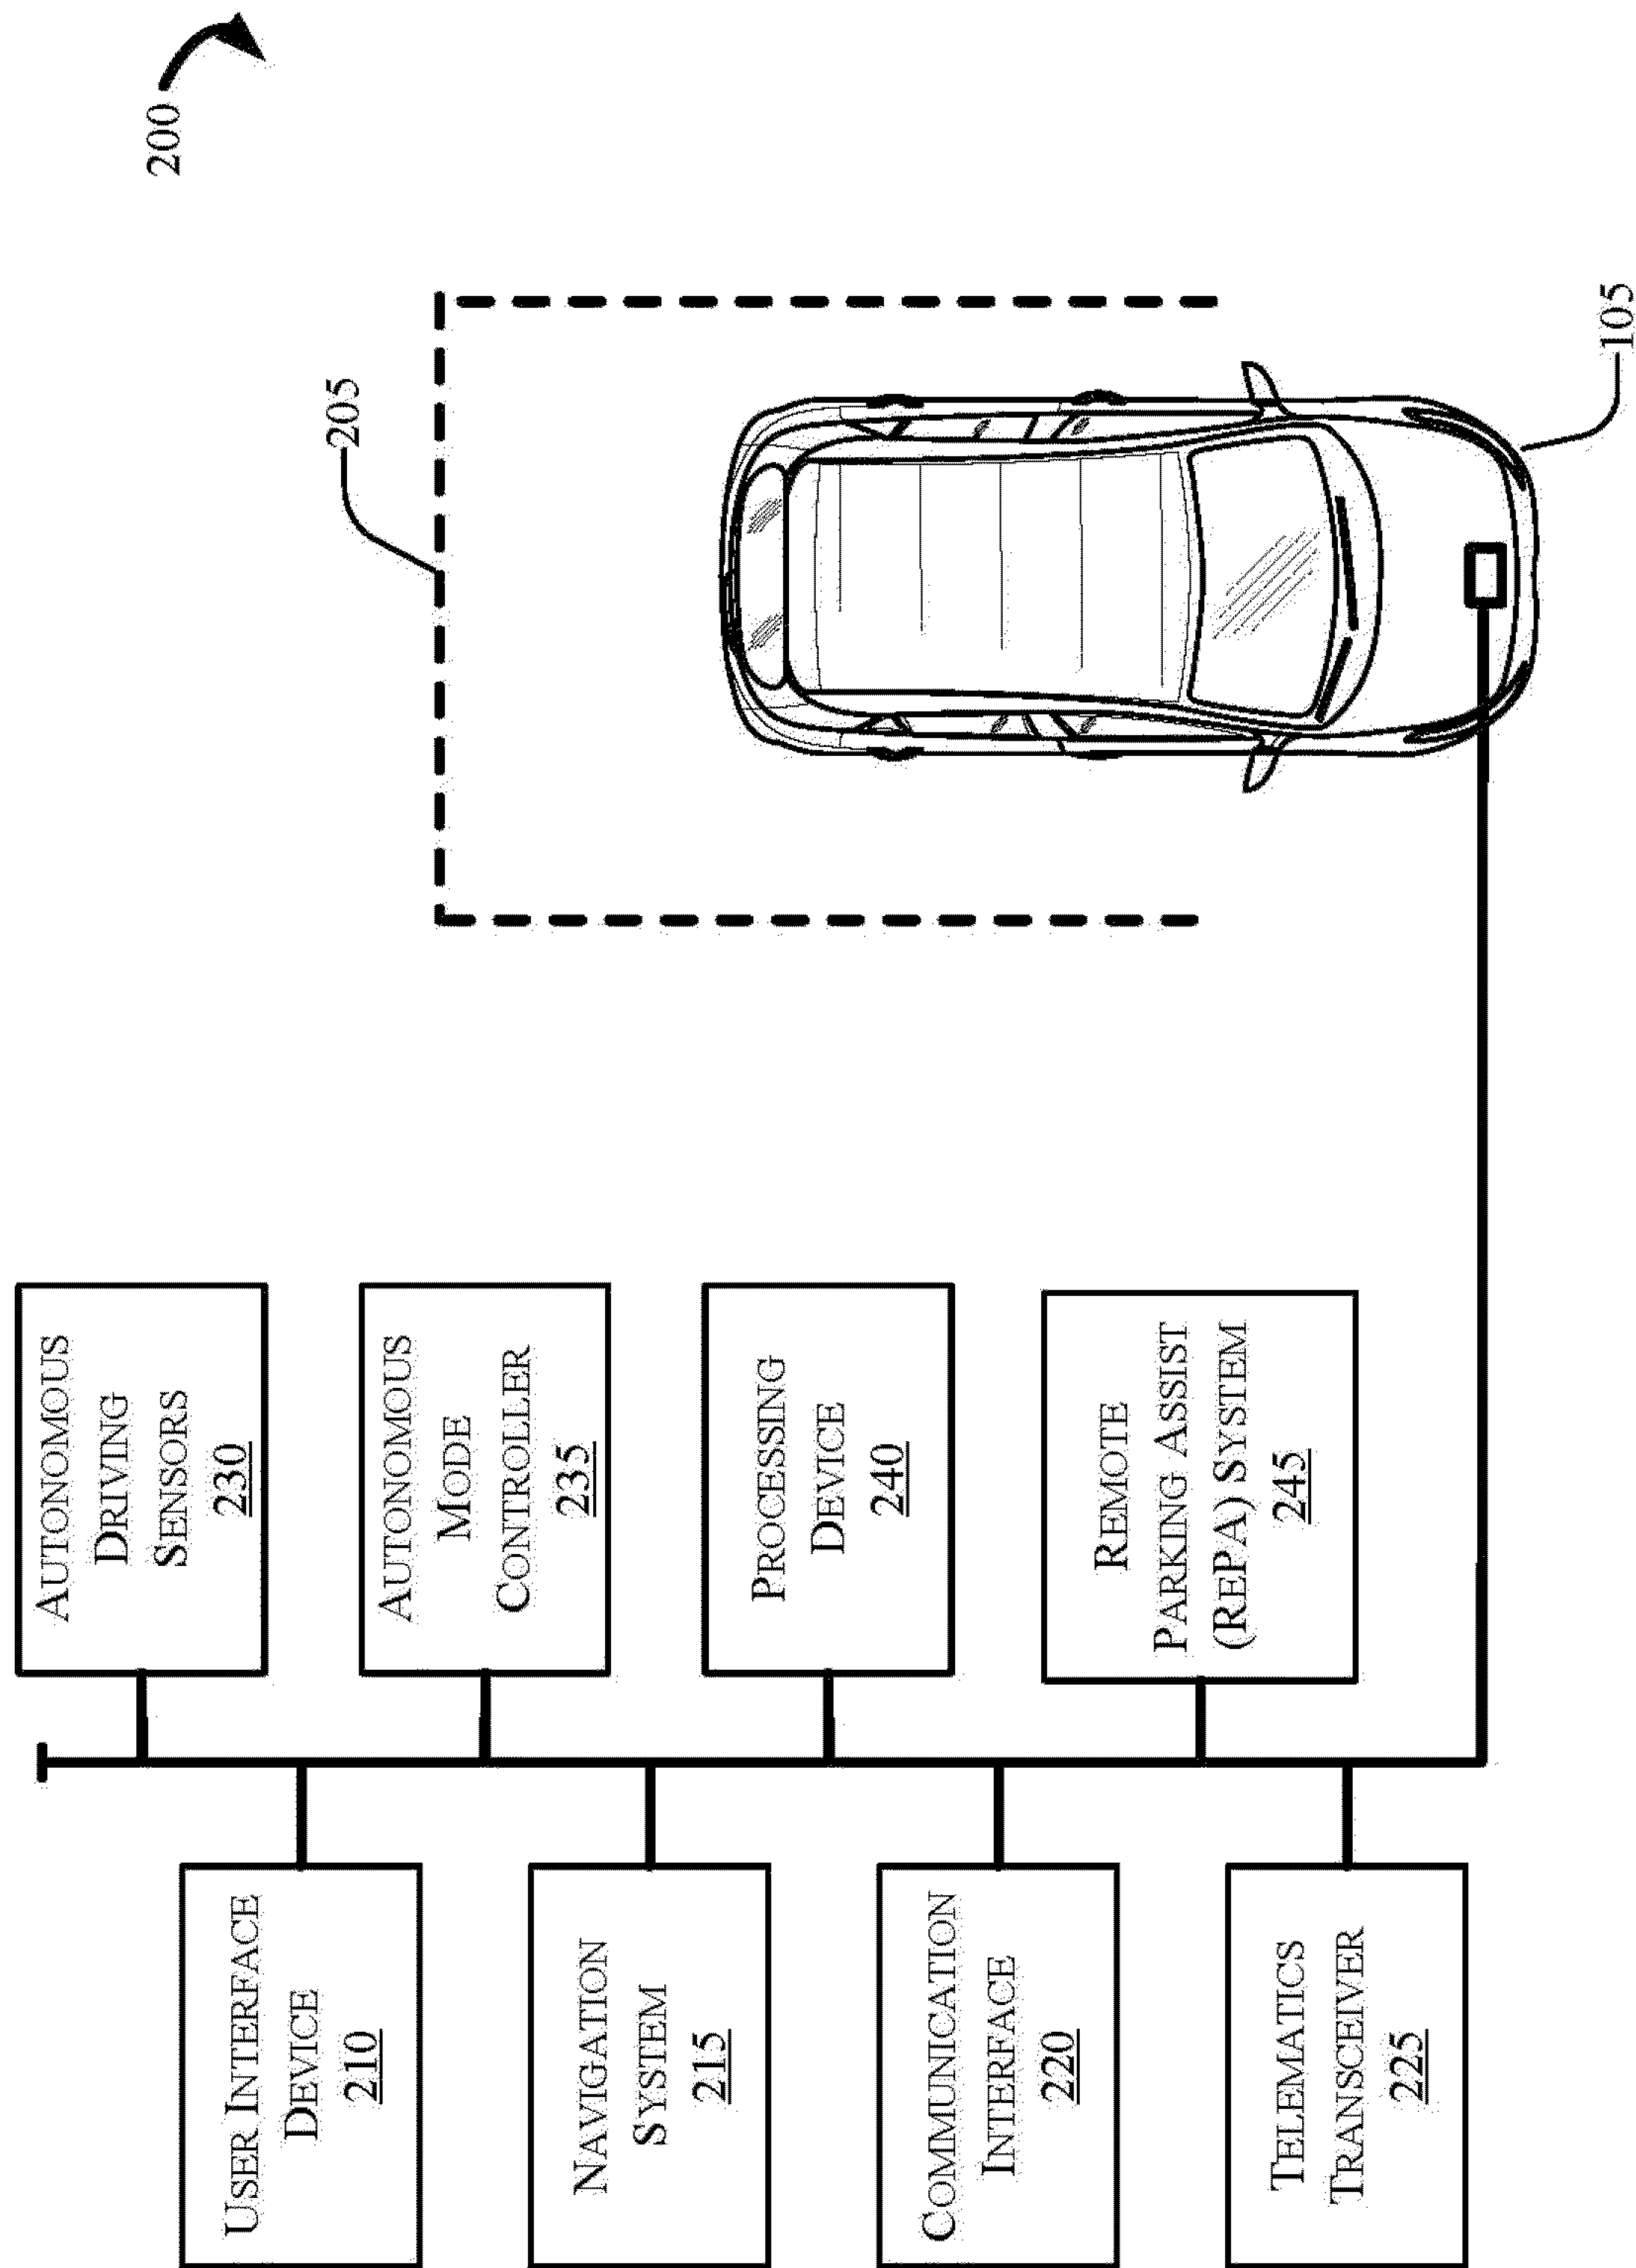 200
205
105
AUTONOMOUS
DRIVING
SENSORS
230
AUTONOMOUS
MODE
CONTROLLER
235
PROCESSING
DEVICE
240
REMOTE
PARKING ASSIST
(REPA) SYSTEM
245
USER INTERFACE
DEVICE
210
NAVIGATION
SYSTEM
215
COMMUNICATION
INTERFACE
220
TELEMATICS
TRANSCEIVER
225